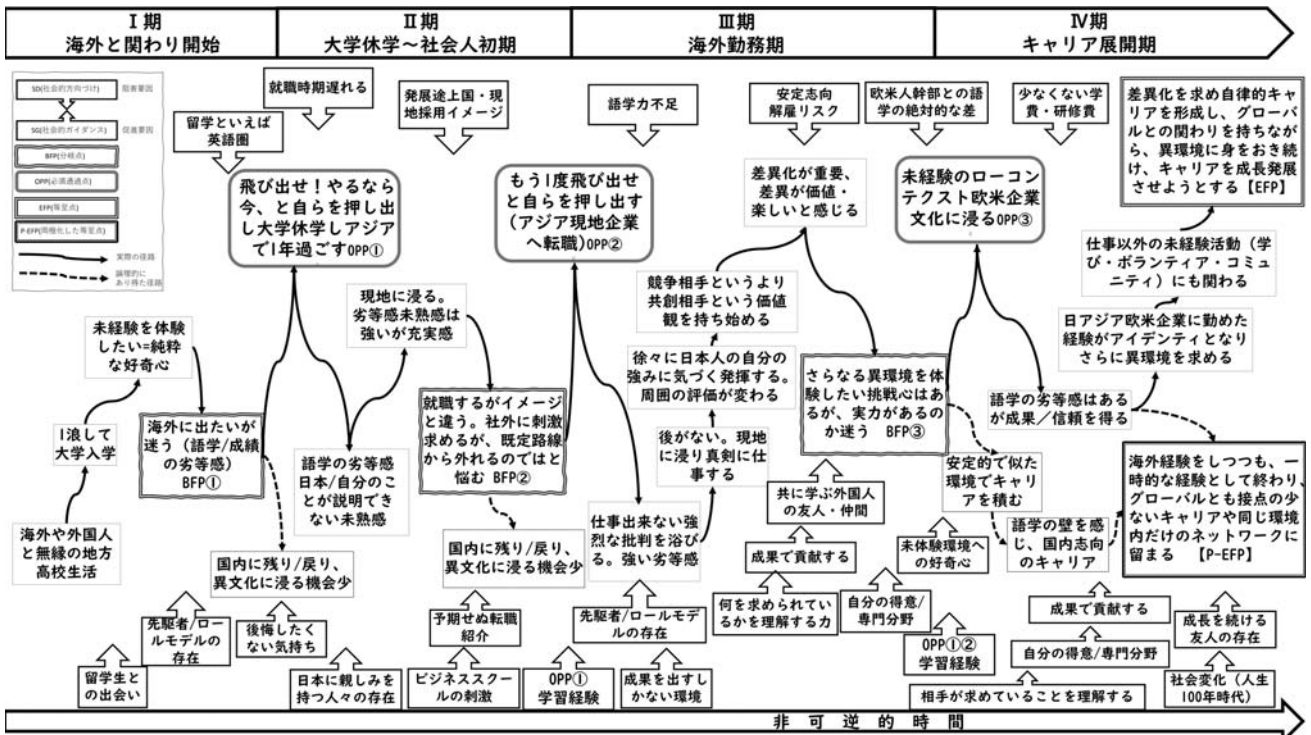 Ⅰ期
海外と関わり開始
Ⅱ期
大学休学～社会人初期
Ⅲ期
海外勤務期
Ⅳ期
キャリア展開期
SD(社会的方向づけ)
阻害要因
SG(社会的ガイダンス)
促進要因
BFP(分岐点)
OPP(必須通過点)
EFP(等至点)
P-EFP(両極化した等至点)
実際の径路
論理的に
あり得た径路
就職時期遅れる
留学といえば
英語圏
発展途上国・現
地採用イメージ
語学力不足
安定志向
解雇リスク
欧米人幹部との語
学の絶対的な差
少なくない学
費・研修費
飛び出せ！やるなら
今、と自らを押し出
し大学休学しアジア
で1年過ごすOPP①
もう1度飛び出せ
と自らを押し出す
(アジア現地企業
へ転職)OPP②
差異化が重要、
差異が価値・
楽しいと感じる
未経験のローコン
テクスト欧米企業
文化に浸るOPP③
差異化を求め自律的キャ
リアを形成し、グローバ
ルとの関わりを持ちなが
ら、異環境に身をおき続
け、キャリアを成長発展
させようとする【EFP】
海外や外国人
と無縁の地方
高校生活
1浪して
大学入学
未経験を体験
したい=純粋
な好奇心
海外に出たいが
迷う（語学/成績
の劣等感）
BFP①
国内に残り/戻り、
異文化に浸る機会少
語学の劣等感
日本/自分のこ
とが説明でき
ない未熟感
現地に浸る。
劣等感未熟感は
強いが充実感
就職するがイメージ
と違う。社外に刺激
求めるが、既定路線
から外れるのではと
悩む BFP②
国内に残り/戻り、
異文化に浸る機会少
仕事出来ない強
烈な批判を浴び
る。強い劣等感
後がない。現地
に浸り真剣に仕
事する
徐々に日本人の自分の
強みに気づく発揮する。
周囲の評価が変わる
競争相手というより
共創相手という価値
観を持ち始める
さらなる異環境を体
験したい挑戦心はあ
るが、実力があるの
か迷う BFP③
語学の劣等感はある
が成果／信頼を得る
日アジア欧米企業に勤めた
経験がアイデンティとなり
さらに異環境を求める
仕事以外の未経験活動（学
び・ボランティア・コミュ
ニティ）にも関わる
安定的で似た
環境でキャリ
アを積む
語学の壁を感
じ、国内志向
のキャリア
海外経験をしつつも、一
時的な経験として終わり、
グローバルとも接点の少
ないキャリアや同じ環境
内だけのネットワークに
留まる 【P-EFP】
留学生と
の出会い
先駆者/ロール
モデルの
存在
後悔したく
ない気持ち
日本に親しみを
持つ人々の存在
予期せぬ転職
紹介
ビジネススクー
ルの刺激
OPP①
学習経験
先駆者/ロールモ
デルの存在
成果を出すし
かない環境
共に学ぶ外国人
の友人・仲間
成果で貢献する
何を求められてい
るかを理解する力
自分の得意/
専門分野
未体験環境へ
の好奇心
OPP①②
学習経験
相手が求めていることを理解する
自分の得意/専門分野
成果で貢献する
成長を続ける
友人の存在
社会変化（人生
100年時代）
非可逆的時間